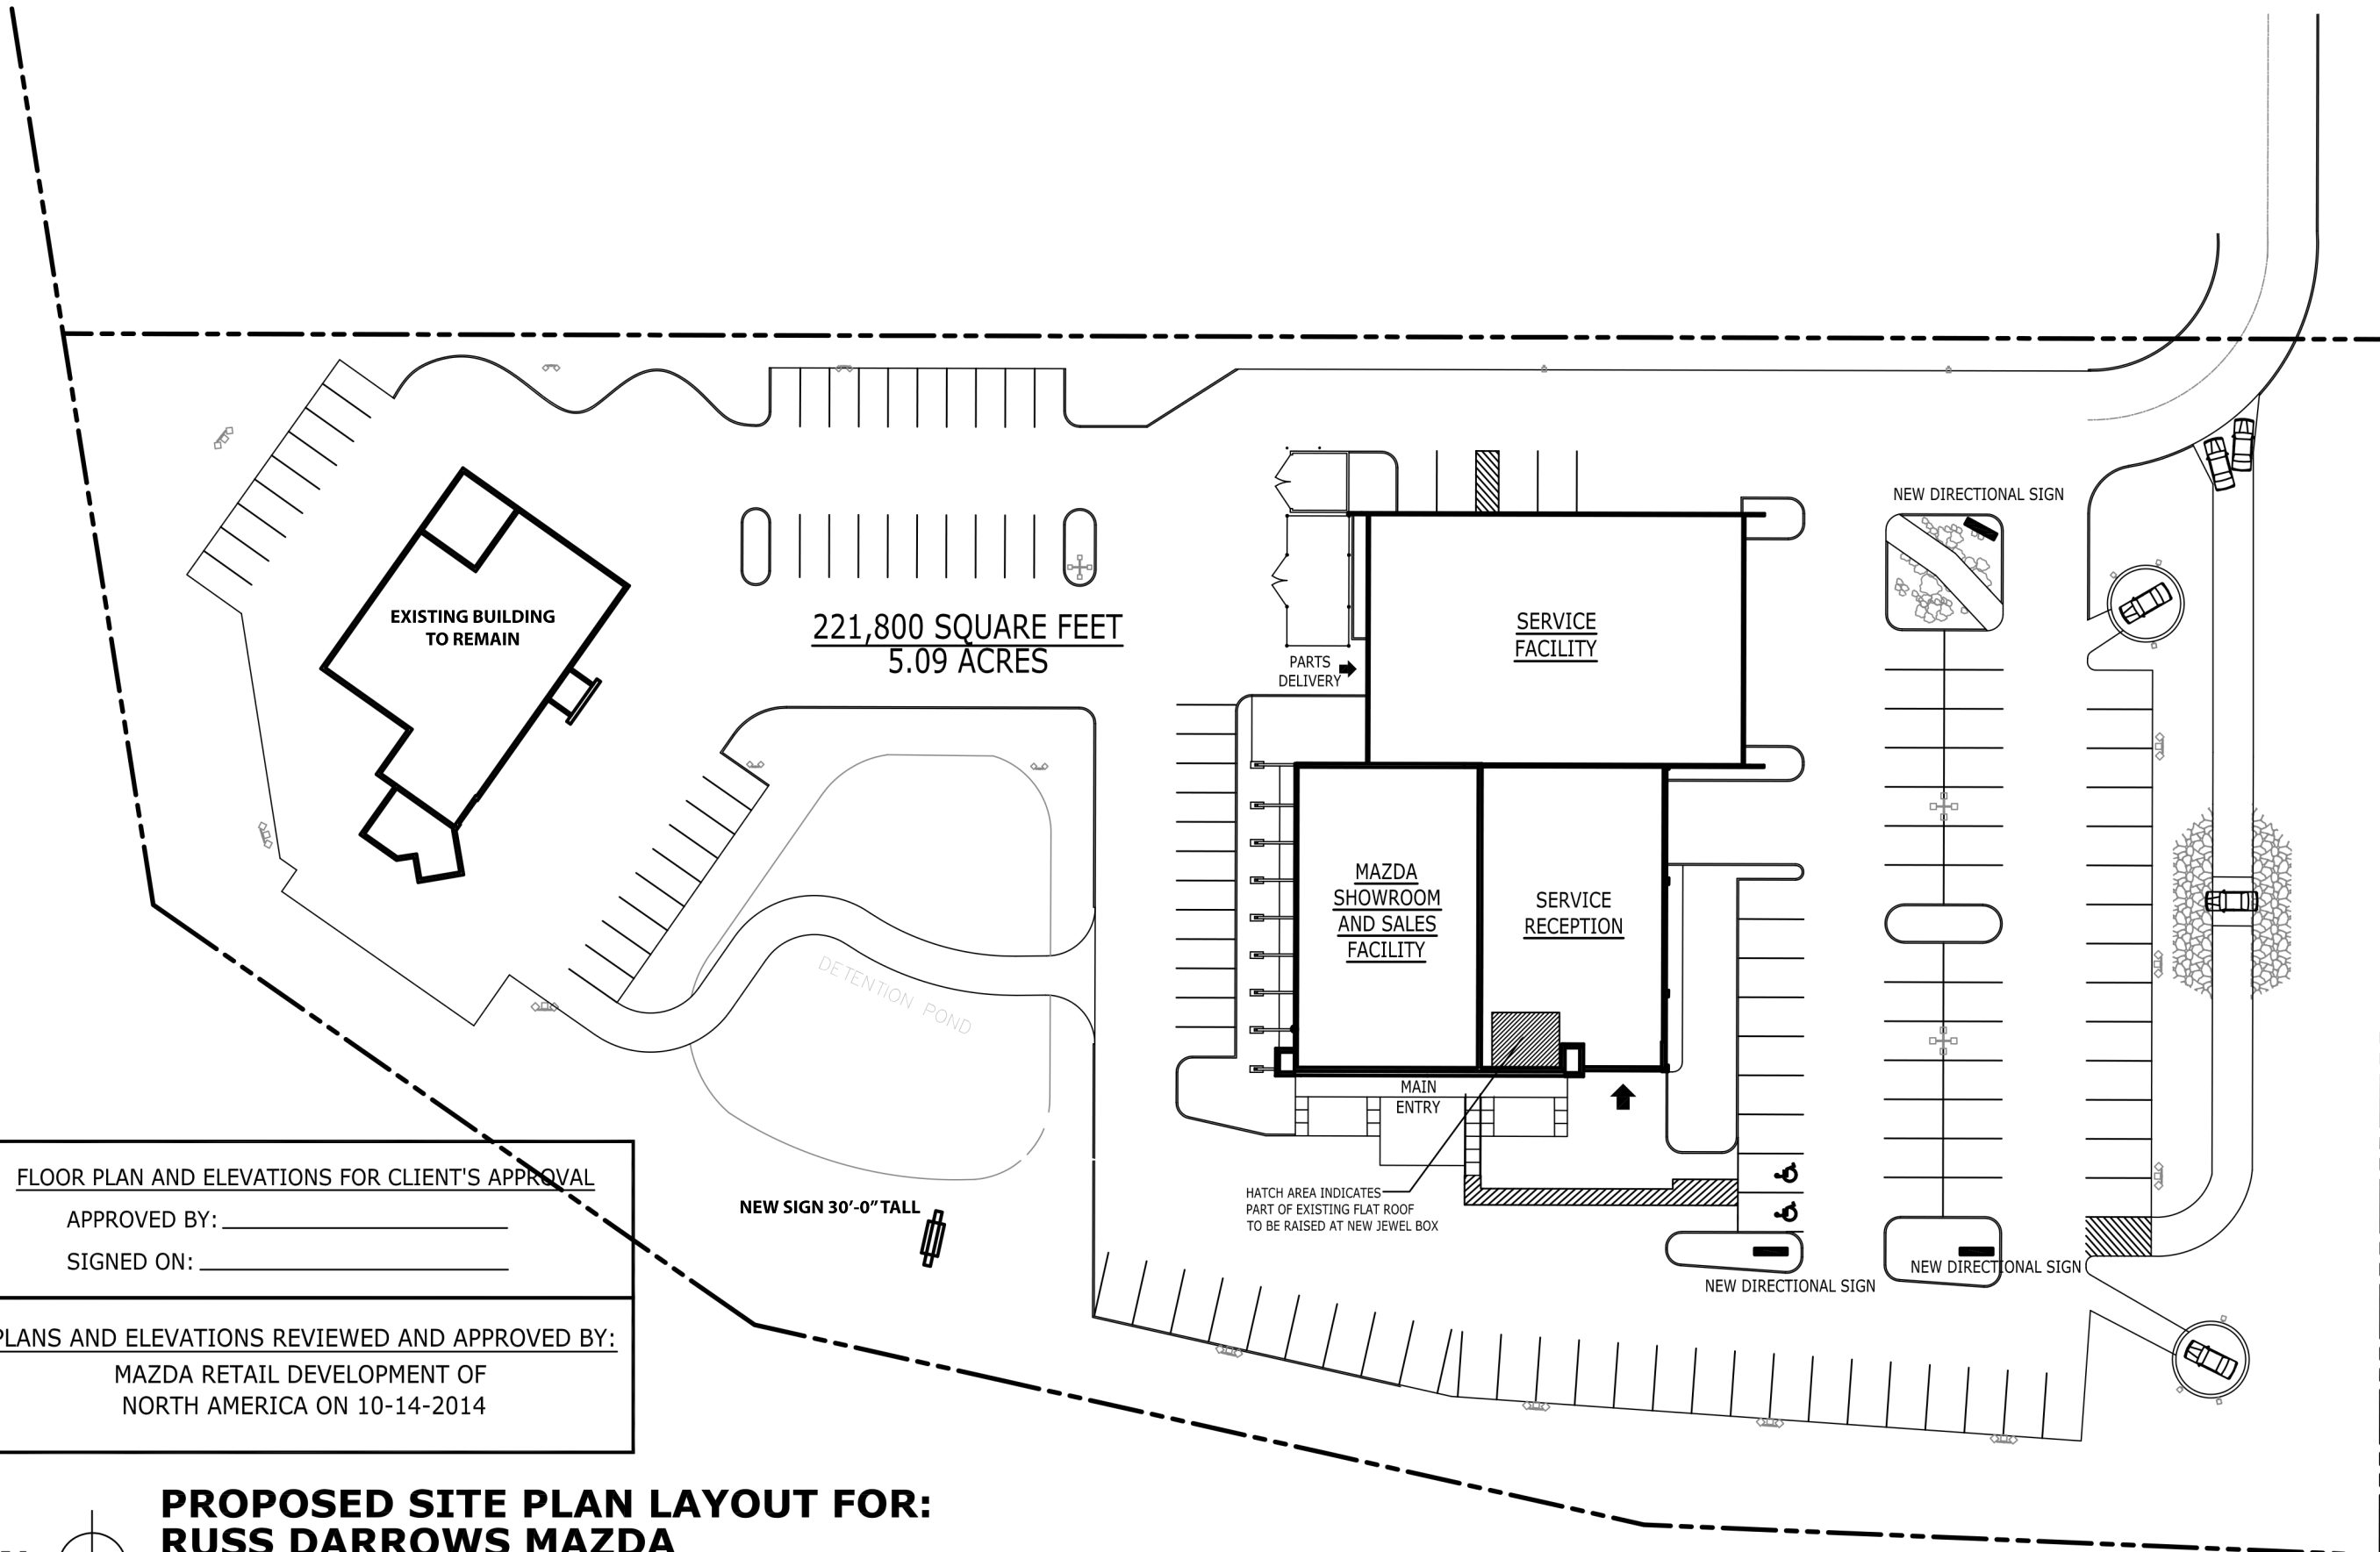 NEW DIRECTIONAL SIGN
EXISTING BUILDING
TO REMAIN
221,800 SQUARE FEET
5.09 ACRES
SERVICE
FACILITY
PARTS
DELIVERY
MAZDA
SHOWROOM
AND SALES
FACILITY
SERVICE
RECEPTION
DETENTION POND
MAIN
ENTRY
HATCH AREA INDICATES
PART OF EXISTING FLAT ROOF
TO BE RAISED AT NEW JEWEL BOX
NEW SIGN 30'-0" TALL
NEW DIRECTIONAL SIGN
NEW DIRECTIONAL SIGN
FLOOR PLAN AND ELEVATIONS FOR CLIENT'S APPROVAL
APPROVED BY:
SIGNED ON:
PLANS AND ELEVATIONS REVIEWED AND APPROVED BY:
MAZDA RETAIL DEVELOPMENT OF
NORTH AMERICA ON 10-14-2014
PROPOSED SITE PLAN LAYOUT FOR:
RUSS DARROWS MAZDA